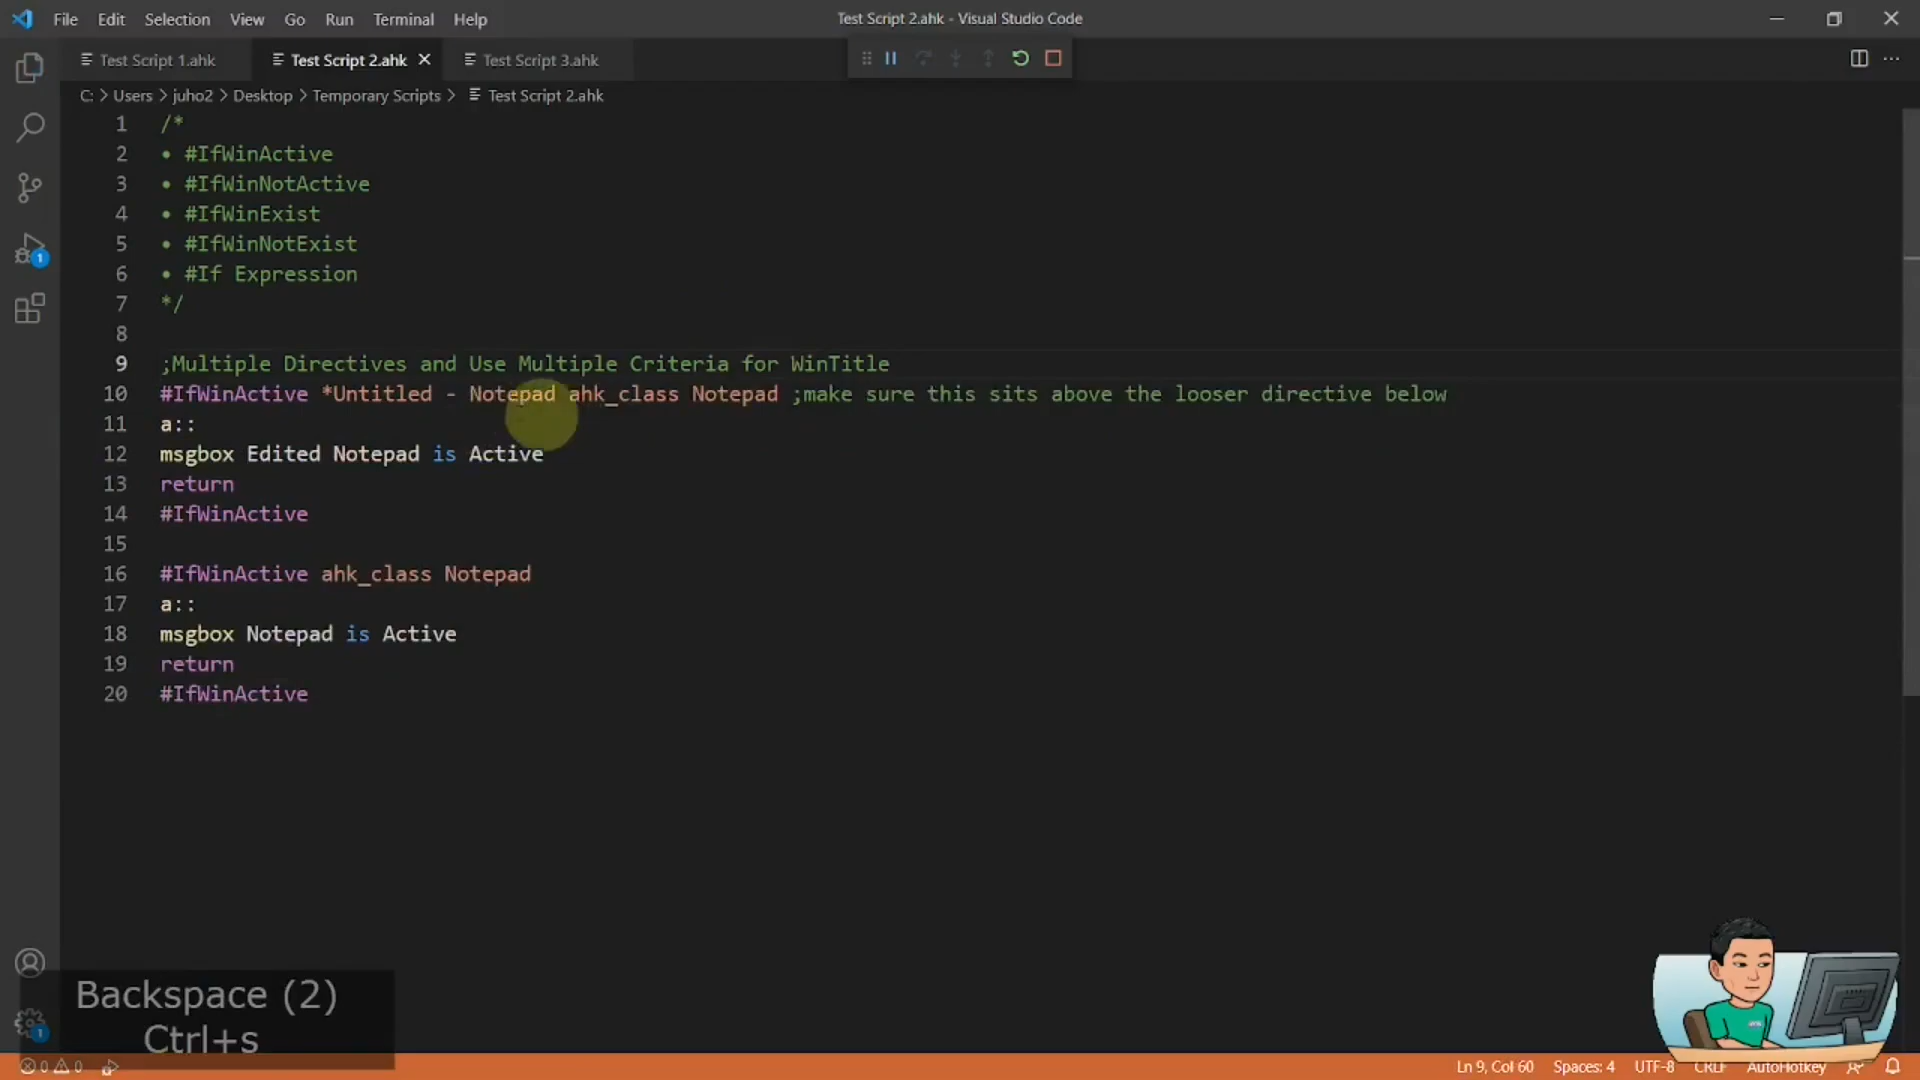 File Edit Selection View Go Run Terminal Help
Test Script 2.ahk - Visual Studio Code
Test Script 1.ahk
Test Script 2.ahk
Test Script 3.ahk
C: > Users > juho2 > Desktop > Temporary Scripts > Test Script 2.ahk
1 /*
2 • #IfWinActive
3 • #IfWinNotActive
4 • #IfWinExist
5 • #IfWinNotExist
6 • #If Expression
7 */
8
9 ;Multiple Directives and Use Multiple Criteria for WinTitle
10 #IfWinActive *Untitled - Notepad ahk_class Notepad ;make sure this sits above the looser directive below
11 a::
12 msgbox Edited Notepad is Active
13 return
14 #IfWinActive
15
16 #IfWinActive ahk_class Notepad
17 a::
18 msgbox Notepad is Active
19 return
20 #IfWinActive
1
Backspace (2)
Ctrl+s
1
0 0
Ln 9, Col 60 Spaces: 4 UTF-8 CRLF AutoHotkey